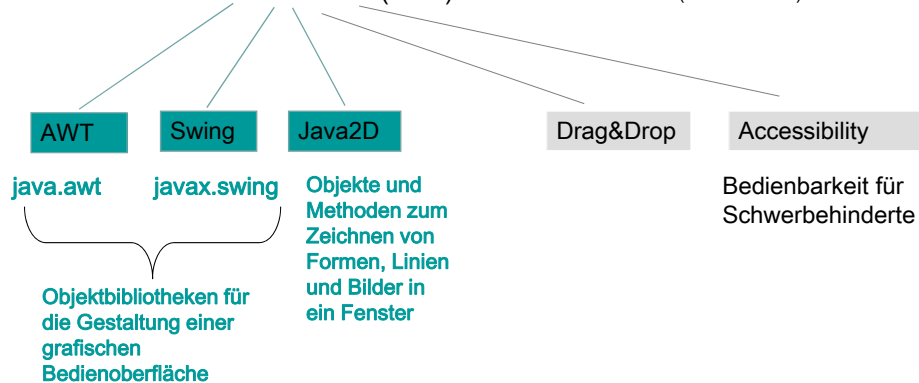 AWT
Swing
Java2D
Drag&Drop
Accessibility
java.awt
javax.swing
Objekte und
Methoden zum
Zeichnen von
Formen, Linien
und Bilder in
ein Fenster
Bedienbarkeit für
Schwerbehinderte
Objektbibliotheken für
die Gestaltung einer
grafischen
Bedienoberfläche